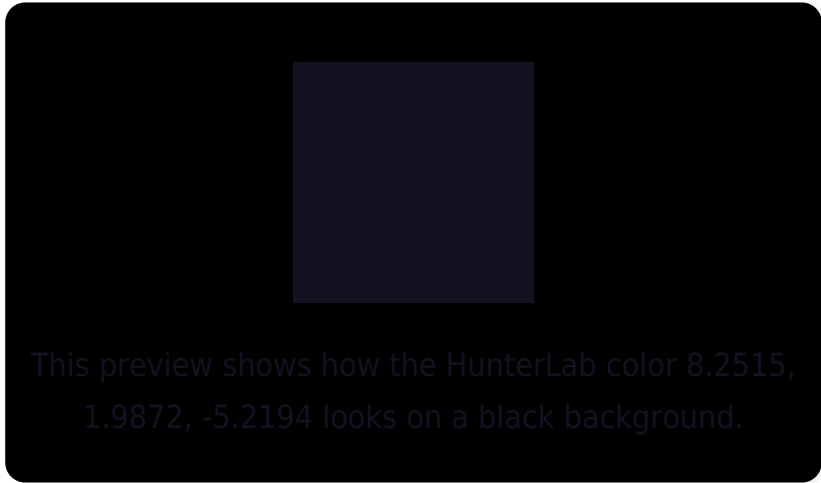 This preview shows how the HunterLab color 8.2515,
1.9872, -5.2194 looks on a black background.